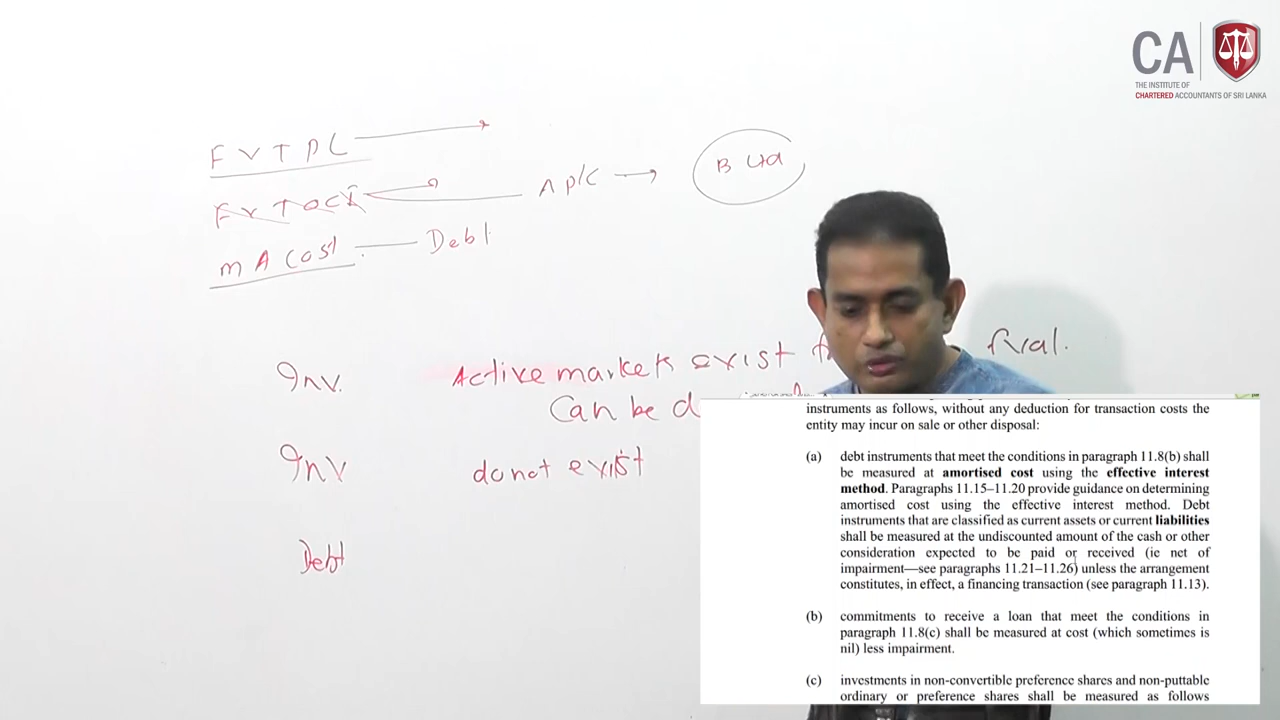 CA
THE INSTITUTE OF
CHARTERED ACCOUNTANTS OF SRI LANKA
FVTPL
FVTOCI
A plc
B Ltd
m A Cost
Debt
Inv.
Active markets exist
fval.
Can be
Inv
do not exist
Debt
instruments as follows, without any deduction for transaction costs the
entity may incur on sale or other disposal:
(a) debt instruments that meet the conditions in paragraph 11.8(b) shall
be measured at amortised cost using the effective interest
method. Paragraphs 11.15–11.20 provide guidance on determining
amortised cost using the effective interest method. Debt
instruments that are classified as current assets or current liabilities
shall be measured at the undiscounted amount of the cash or other
consideration expected to be paid or received (ie net of
impairment—see paragraphs 11.21–11.26) unless the arrangement
constitutes, in effect, a financing transaction (see paragraph 11.13).
(b) commitments to receive a loan that meet the conditions in
paragraph 11.8(c) shall be measured at cost (which sometimes is
nil) less impairment.
(c) investments in non-convertible preference shares and non-puttable
ordinary or preference shares shall be measured as follows